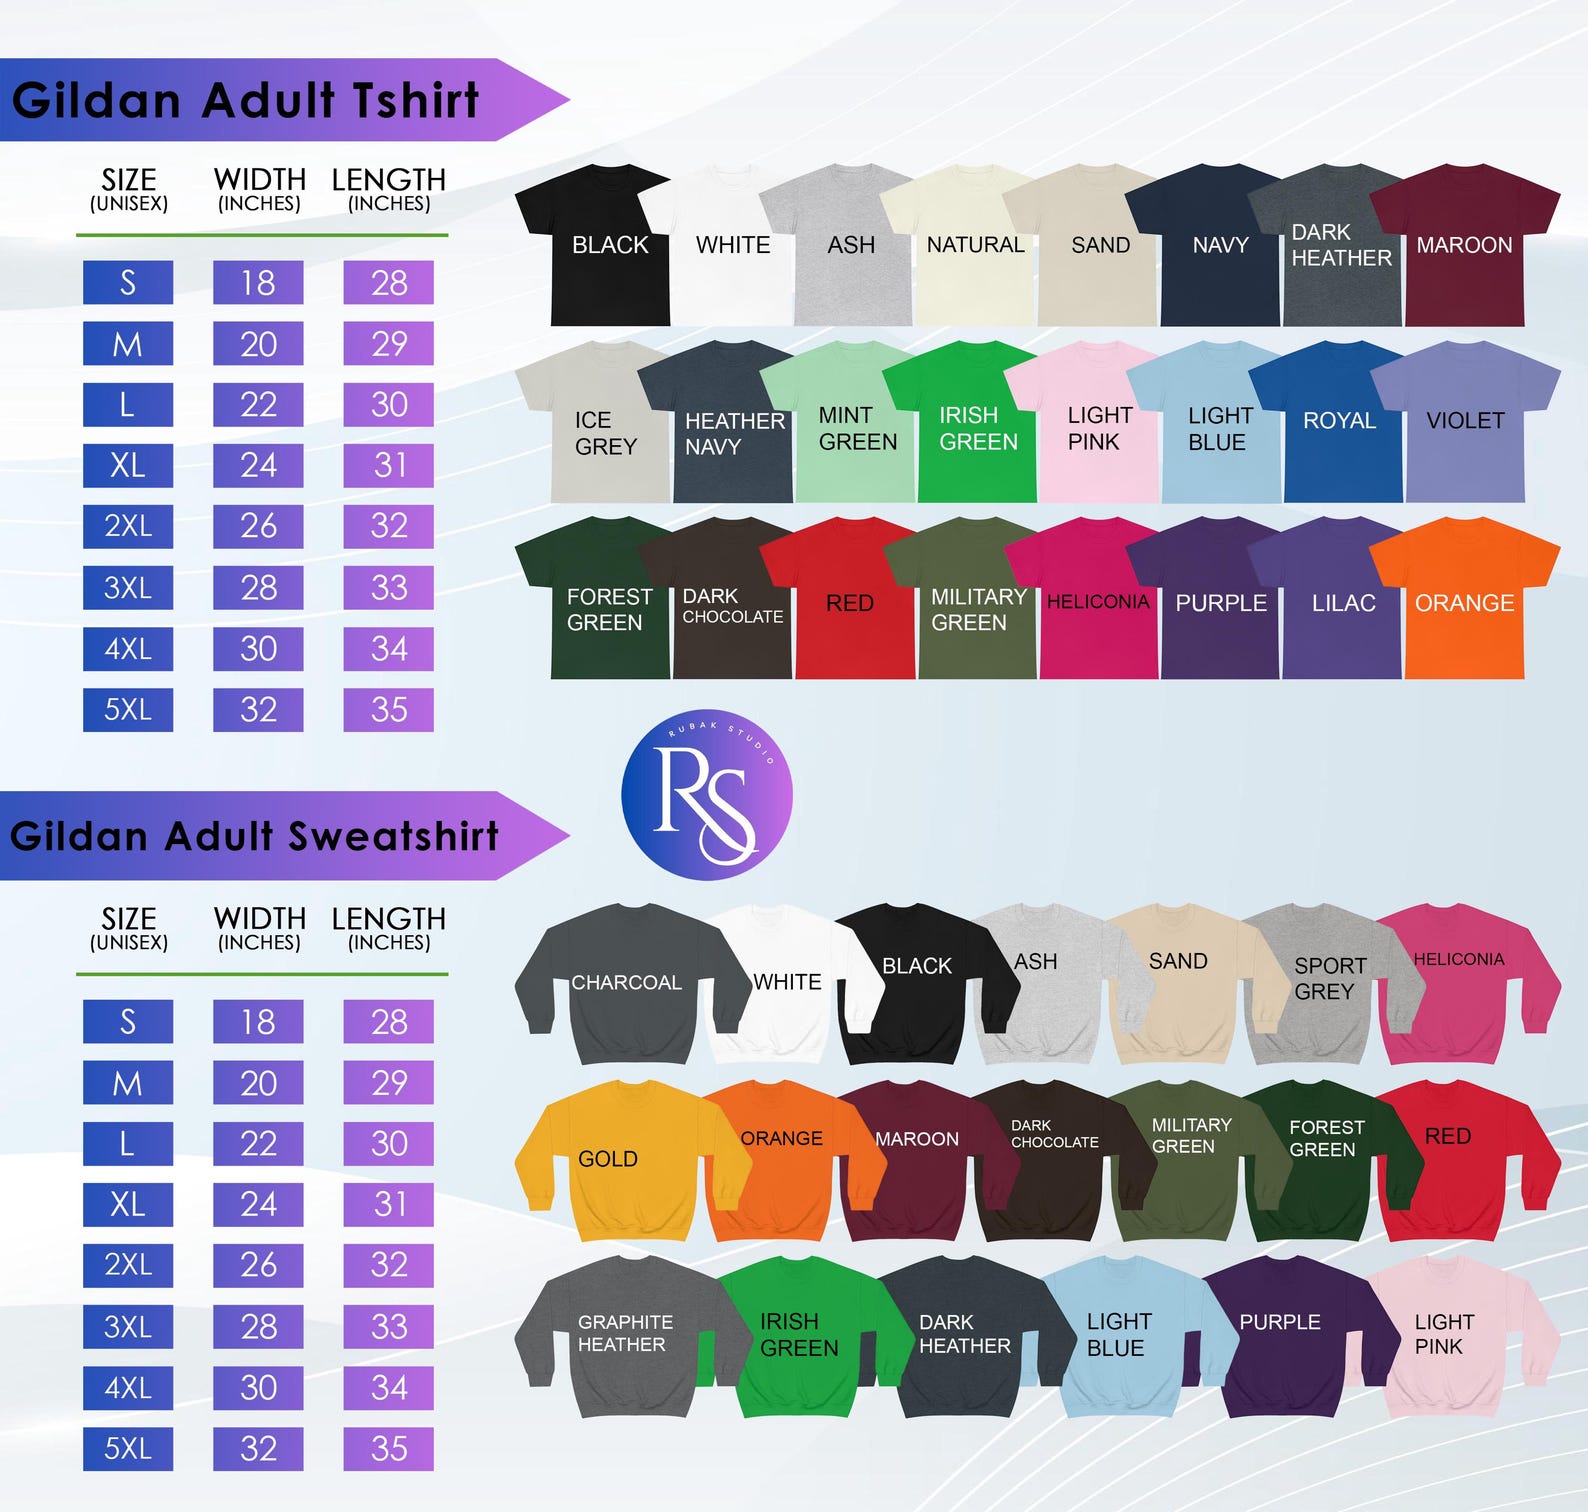 Gildan Adult Tshirt
SIZE WIDTH LENGTH
(UNISEX) (INCHES) (INCHES)
S 18 28
M 20 29
L 22 30
XL 24 31
2XL 26 32
3XL 28 33
4XL 30 34
5XL 32 35
BLACK
WHITE
ASH
NATURAL
SAND
NAVY
DARK
HEATHER
MAROON
ICE
GREY
HEATHER
NAVY
MINT
GREEN
IRISH
GREEN
LIGHT
PINK
LIGHT
BLUE
ROYAL
VIOLET
FOREST
GREEN
DARK
CHOCOLATE
RED
MILITARY
GREEN
HELICONIA
PURPLE
LILAC
ORANGE
RUBAK STUDIO
RS
Gildan Adult Sweatshirt
SIZE WIDTH LENGTH
(UNISEX) (INCHES) (INCHES)
S 18 28
M 20 29
L 22 30
XL 24 31
2XL 26 32
3XL 28 33
4XL 30 34
5XL 32 35
CHARCOAL
WHITE
BLACK
ASH
SAND
SPORT
GREY
HELICONIA
GOLD
ORANGE
MAROON
DARK
CHOCOLATE
MILITARY
GREEN
FOREST
GREEN
RED
GRAPHITE
HEATHER
IRISH
GREEN
DARK
HEATHER
LIGHT
BLUE
PURPLE
LIGHT
PINK